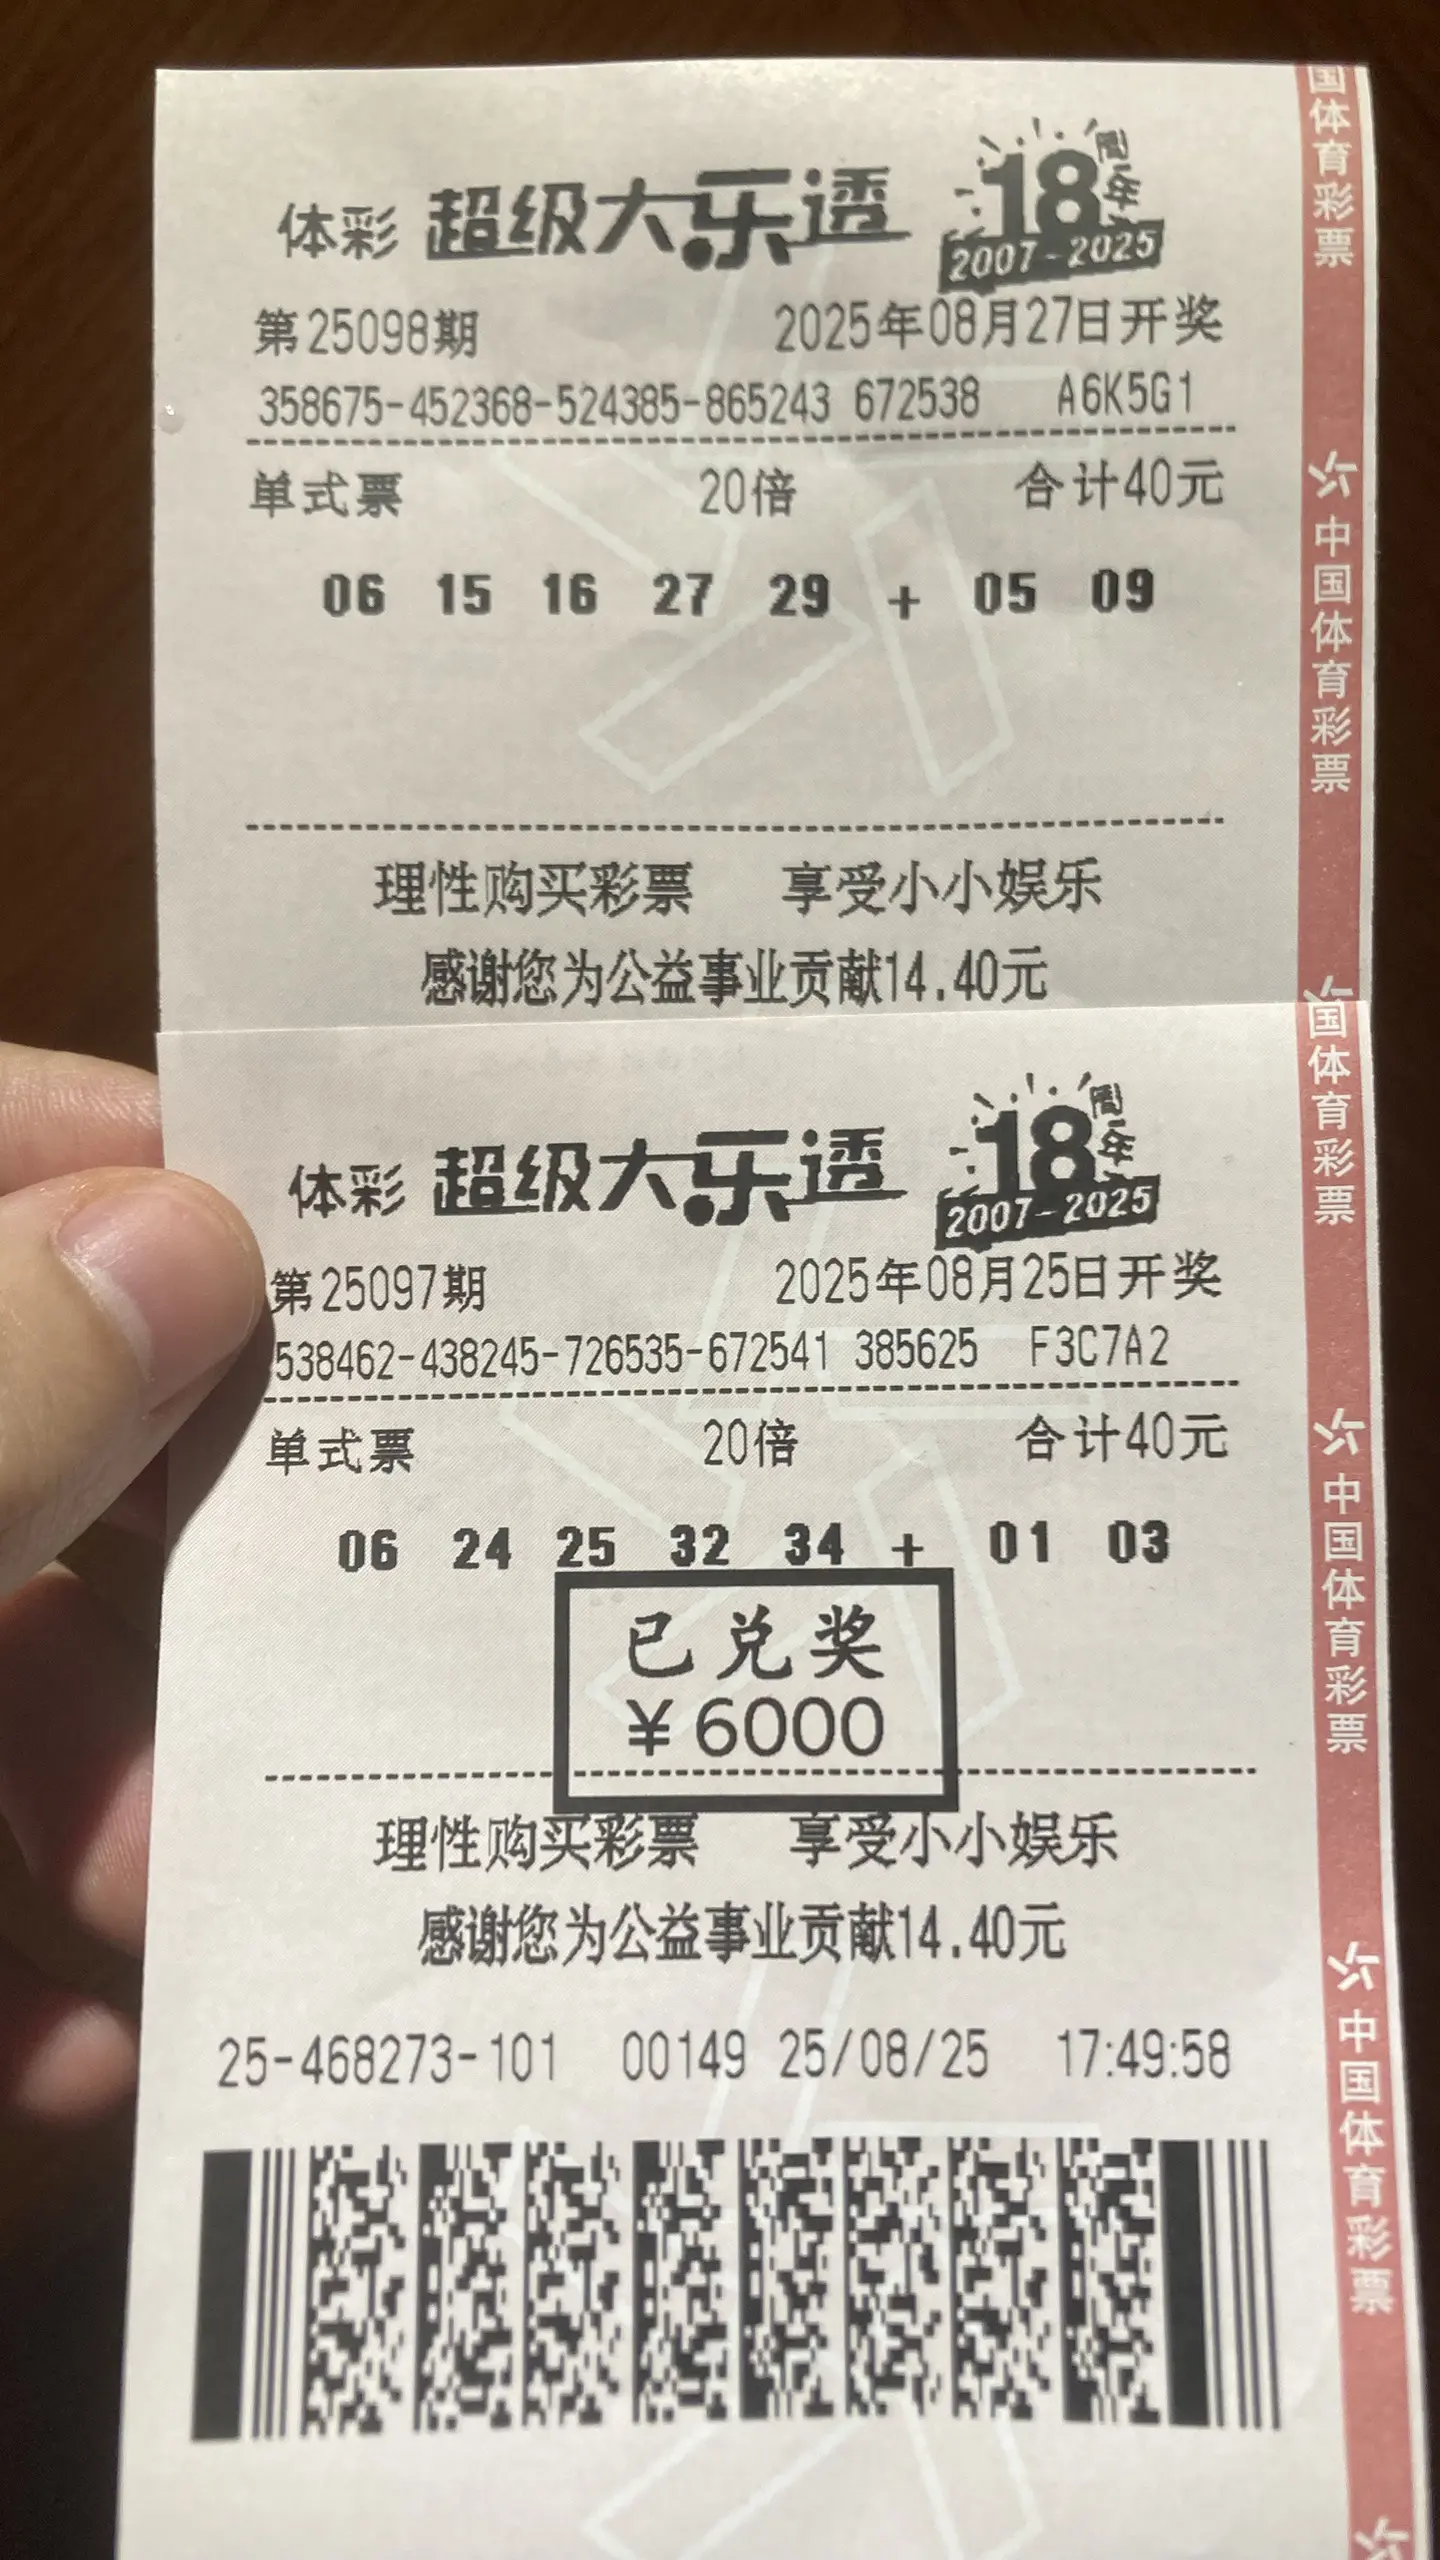 体彩 超级大乐透 18周年 2007-2025
第25098期 2025年08月27日开奖
358675-452368-524385-865243 672538 A6K5G1
单式票 20倍 合计40元
06 15 16 27 29 + 05 09
理性购买彩票 享受小小娱乐
感谢您为公益事业贡献14.40元
体彩 超级大乐透 18周年 2007-2025
第25097期 2025年08月25日开奖
538462-438245-726535-672541 385625 F3C7A2
单式票 20倍 合计40元
06 24 25 32 34 + 01 03
已兑奖
¥6000
理性购买彩票 享受小小娱乐
感谢您为公益事业贡献14.40元
25-468273-101 00149 25/08/25 17:49:58
国体育彩票
中国体育彩票
国体育彩票
中国体育彩票
中国体育彩票